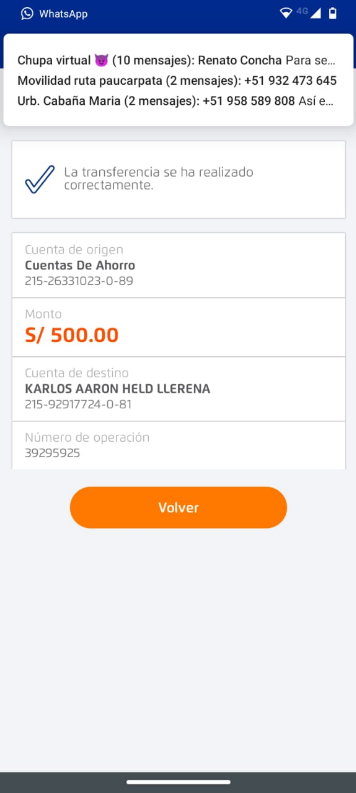 WhatsApp
4G
Chupa virtual 😈 (10 mensajes): Renato Concha Para se...
Movilidad ruta paucarpata (2 mensajes): +51 932 473 645
Urb. Cabaña Maria (2 mensajes): +51 958 589 808 Así e...
La transferencia se ha realizado
correctamente.
Cuenta de origen
Cuentas De Ahorro
215-26331023-0-89
Monto
S/ 500.00
Cuenta de destino
KARLOS AARON HELD LLERENA
215-92917724-0-81
Número de operación
39295925
Volver